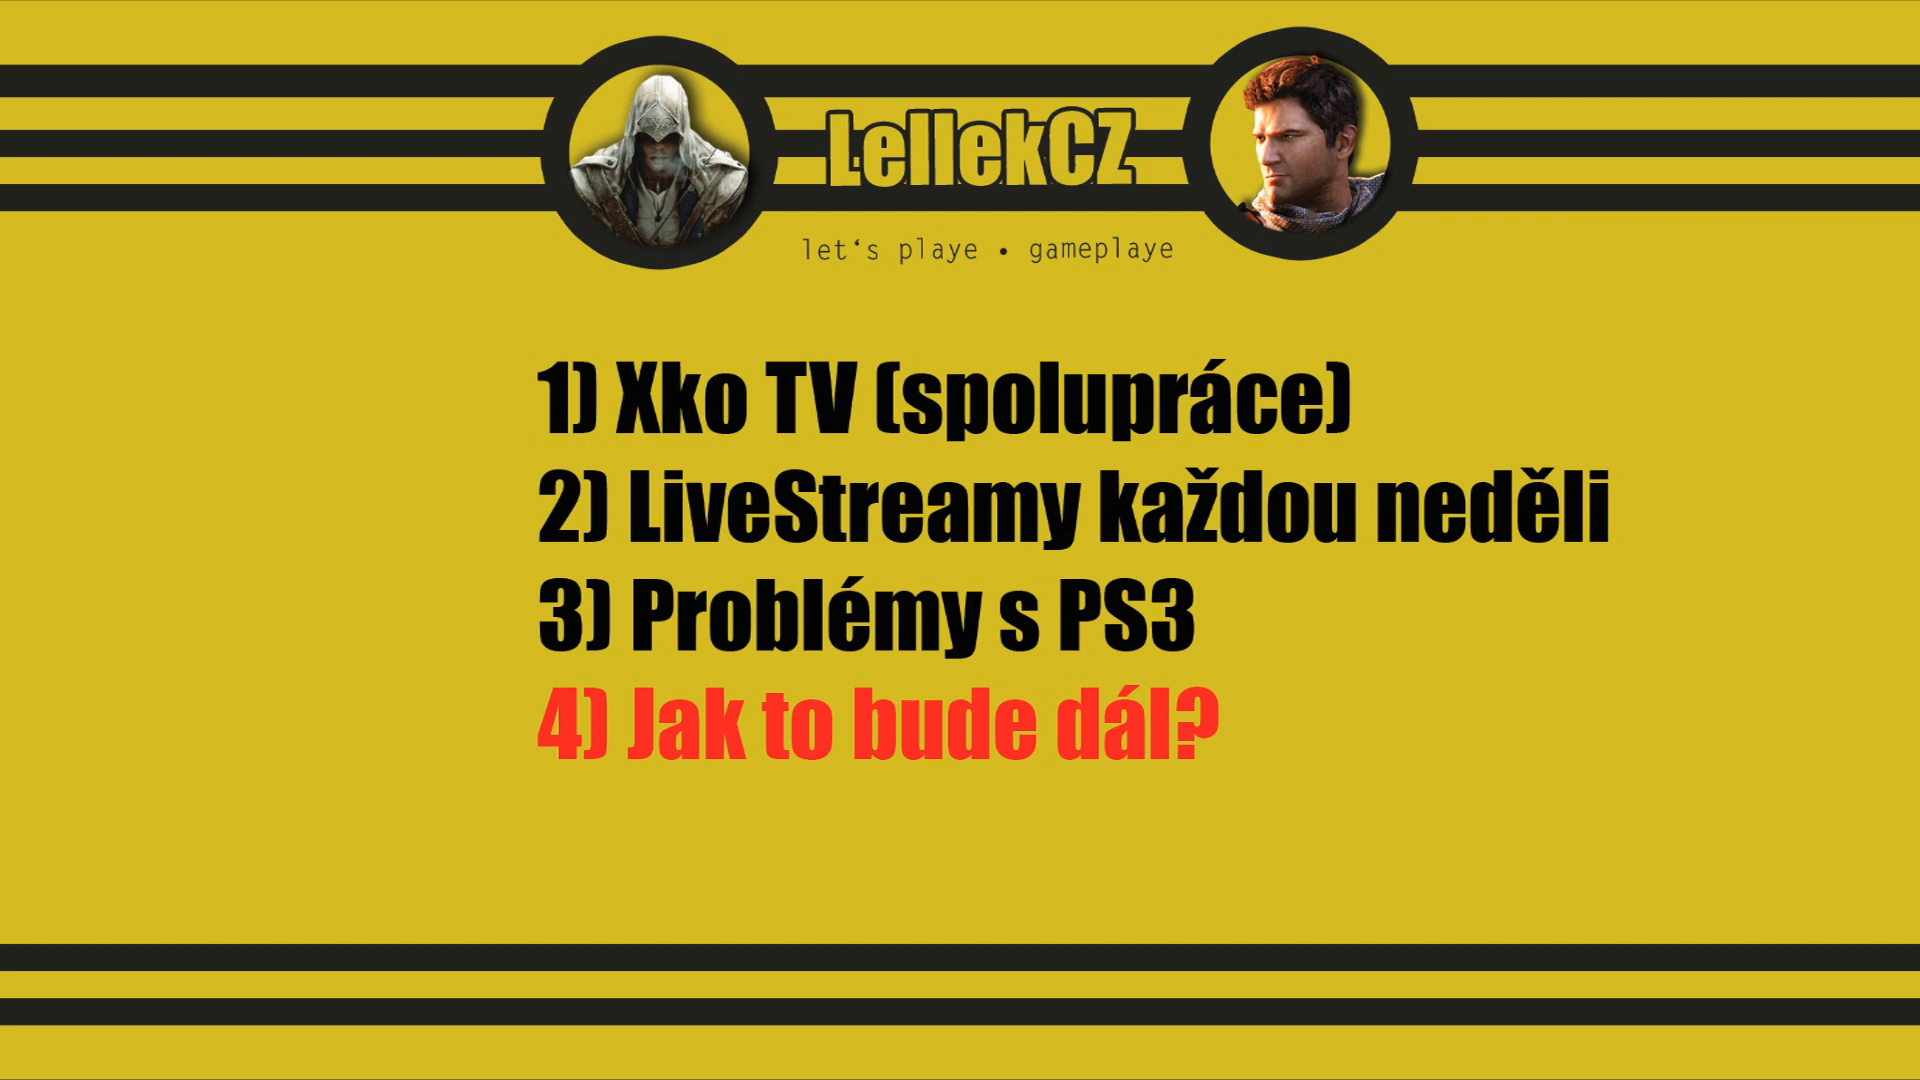 LellekCZ
let‘s playe • gameplaye
1) Xko TV (spolupráce)
2) LiveStreamy každou neděli
3) Problémy s PS3
4) Jak to bude dál?